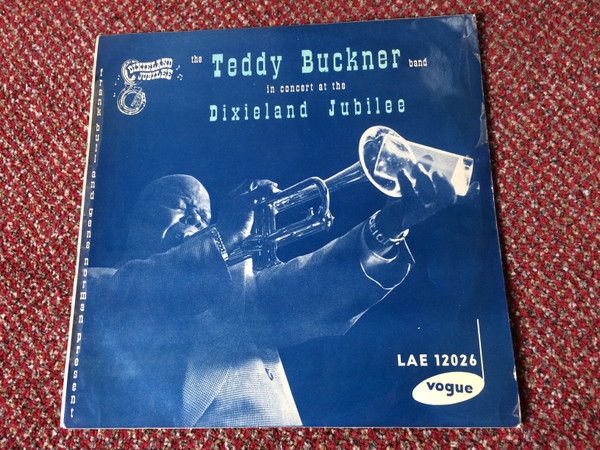 the Teddy Buckner band
in concert at the
Dixieland Jubilee
DIXIELAND
JUBILEE
frank bull and gene norman present
LAE 12026
vogue